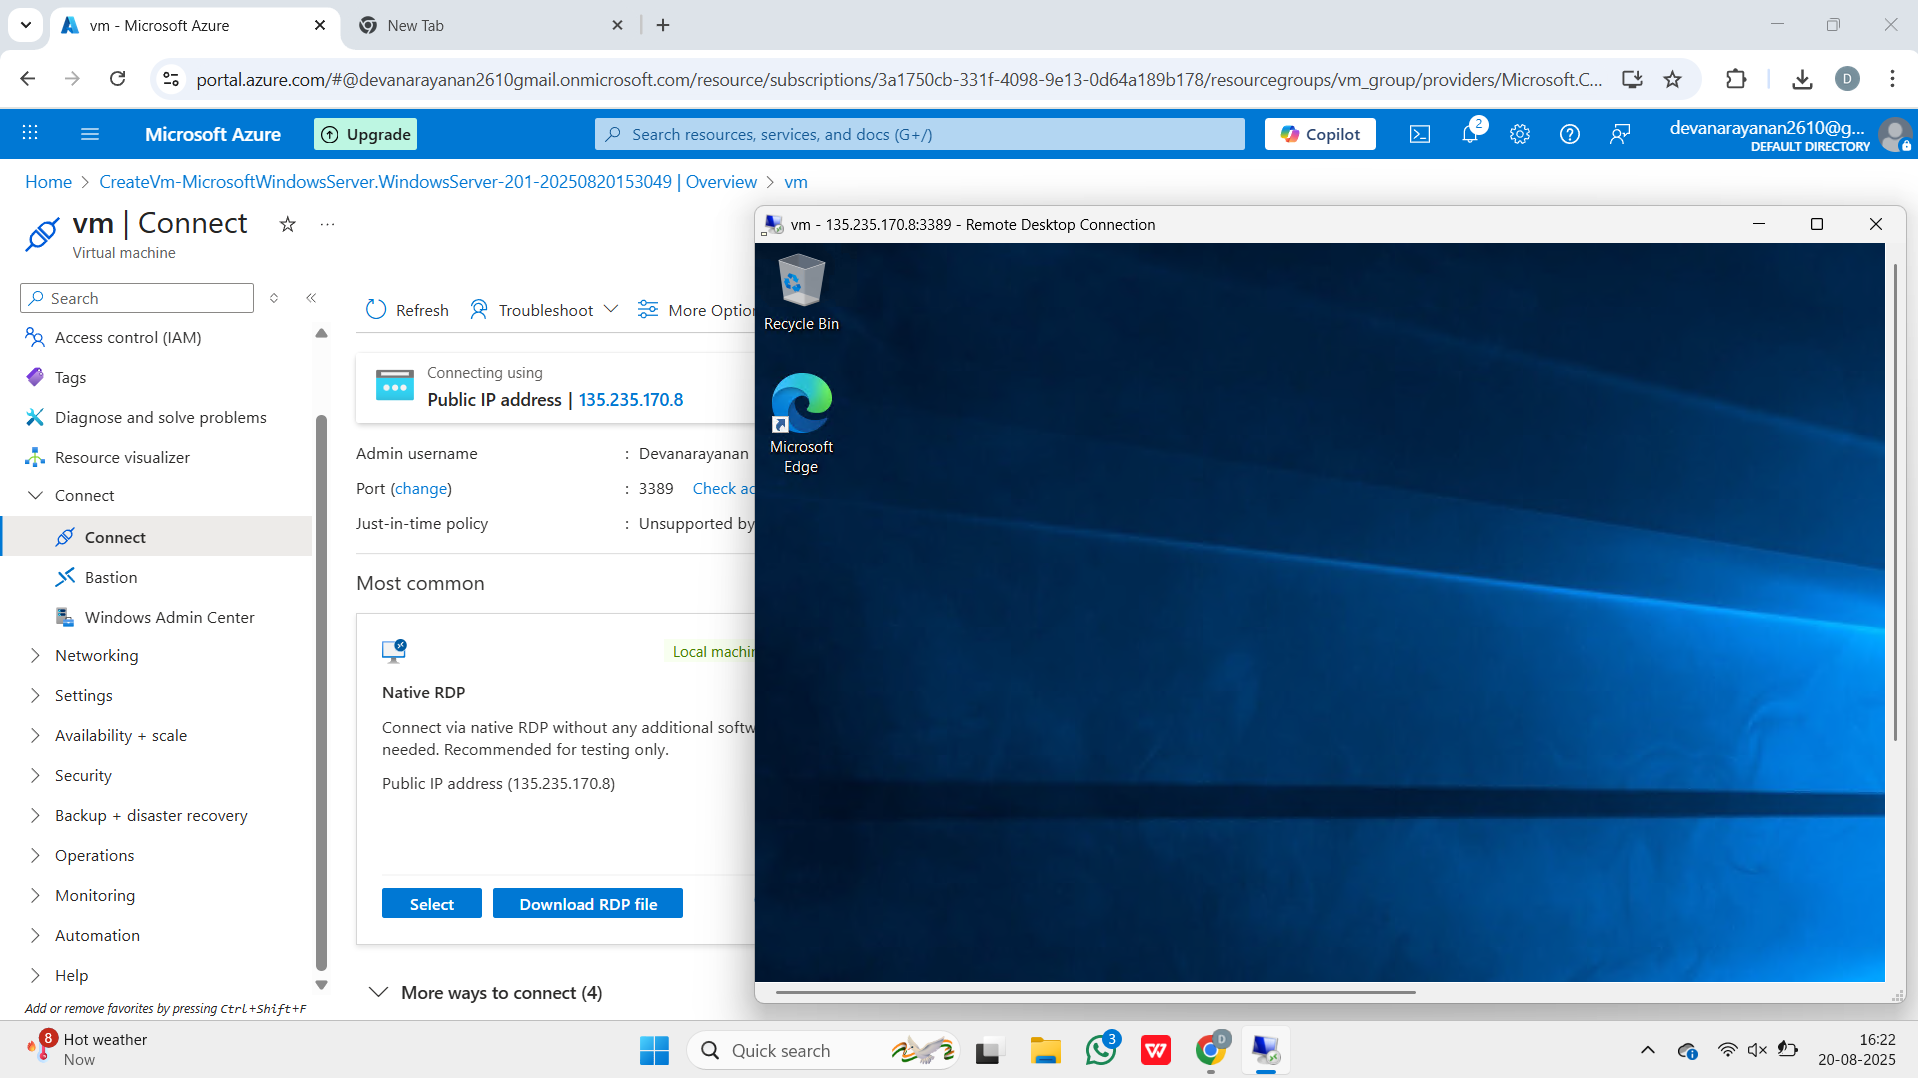 vm - Microsoft Azure
New Tab
portal.azure.com/#@devanarayanan2610gmail.onmicrosoft.com/resource/subscriptions/3a1750cb-331f-4098-9e13-0d64a189b178/resourcegroups/vm_group/providers/Microsoft.C...
D
Microsoft Azure
Upgrade
Search resources, services, and docs (G+/)
Copilot
2
devanarayanan2610@g...
DEFAULT DIRECTORY
Home > CreateVm-MicrosoftWindowsServer.WindowsServer-201-20250820153049 | Overview > vm
vm | Connect
Virtual machine
Search
Access control (IAM)
Tags
Diagnose and solve problems
Resource visualizer
Connect
Connect
Bastion
Windows Admin Center
Networking
Settings
Availability + scale
Security
Backup + disaster recovery
Operations
Monitoring
Automation
Help
Add or remove favorites by pressing Ctrl+Shift+F
Refresh
Troubleshoot
More Option
Connecting using
Public IP address | 135.235.170.8
Admin username : Devanarayanan
Port (change) : 3389 Check ac
Just-in-time policy : Unsupported by
Most common
Local machin
Native RDP
Connect via native RDP without any additional softw
needed. Recommended for testing only.
Public IP address (135.235.170.8)
Select
Download RDP file
More ways to connect (4)
vm - 135.235.170.8:3389 - Remote Desktop Connection
Recycle Bin
Microsoft
Edge
8
Hot weather
Now
Quick search
3
W
D
16:22
20-08-2025